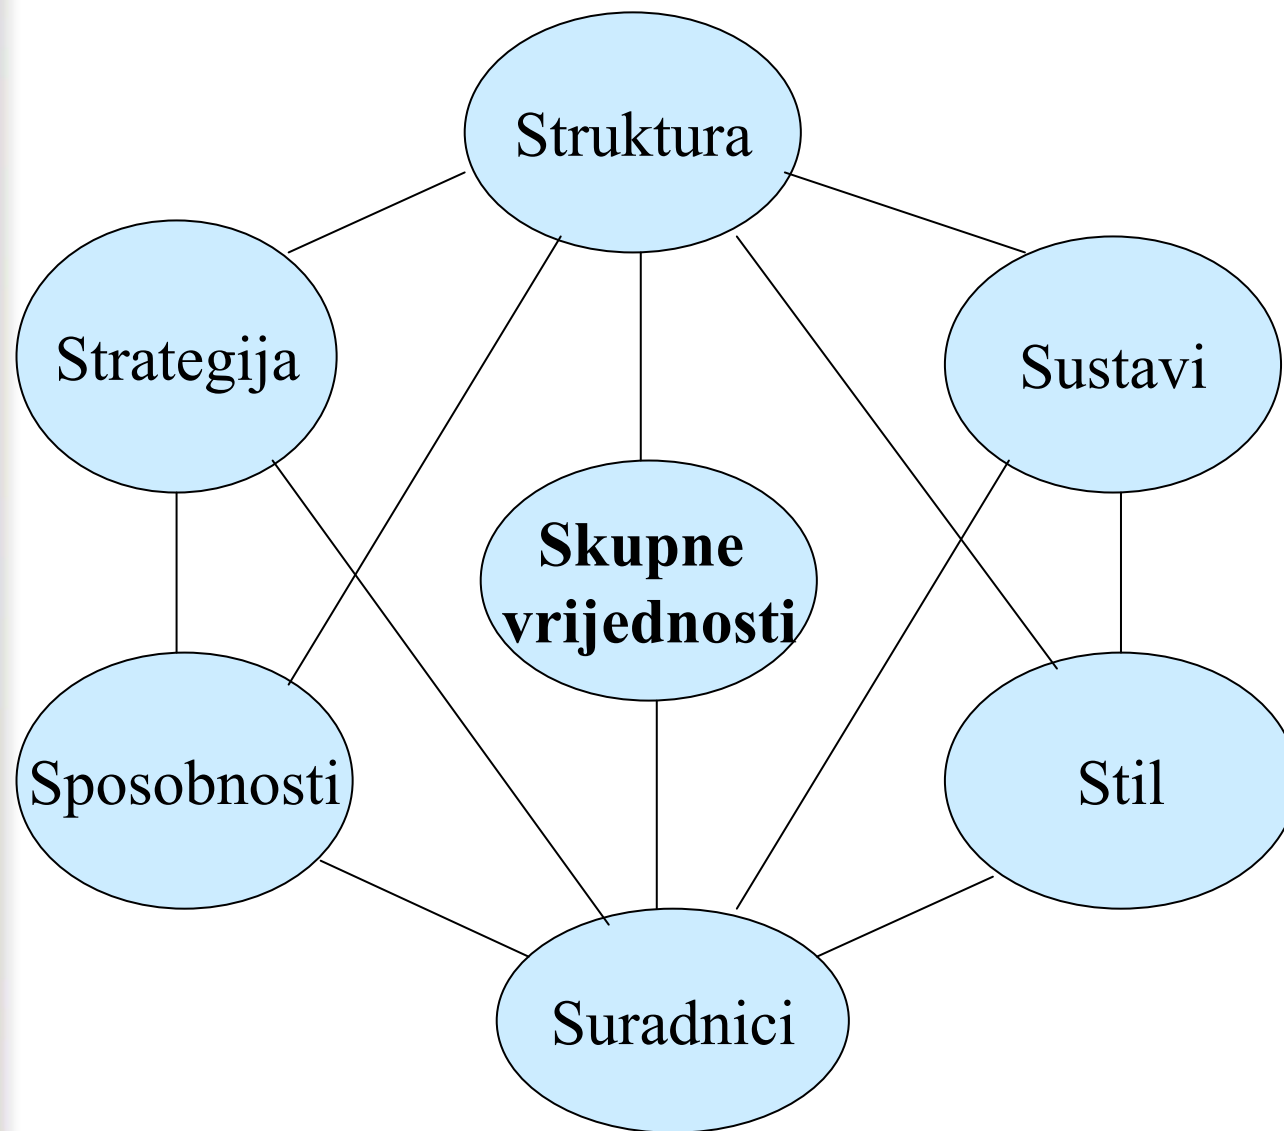 Struktura
Strategija
Sustavi
Skupne
vrijednosti
Sposobnosti
Stil
Suradnici